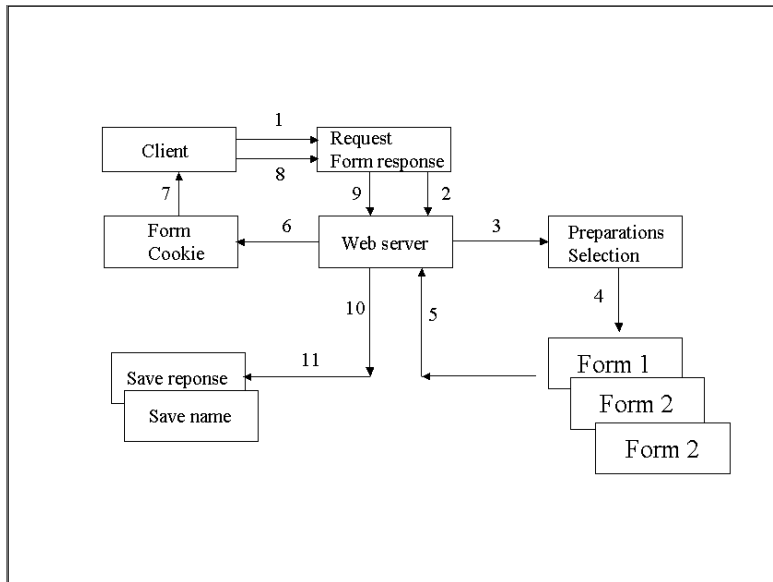 1
Request
Client
Form response
8
7
9
2
Form
Cookie
6
Web server
3
Preparations
Selection
10
5
4
11
Save reponse
Save name
Form 1
Form 2
Form 2